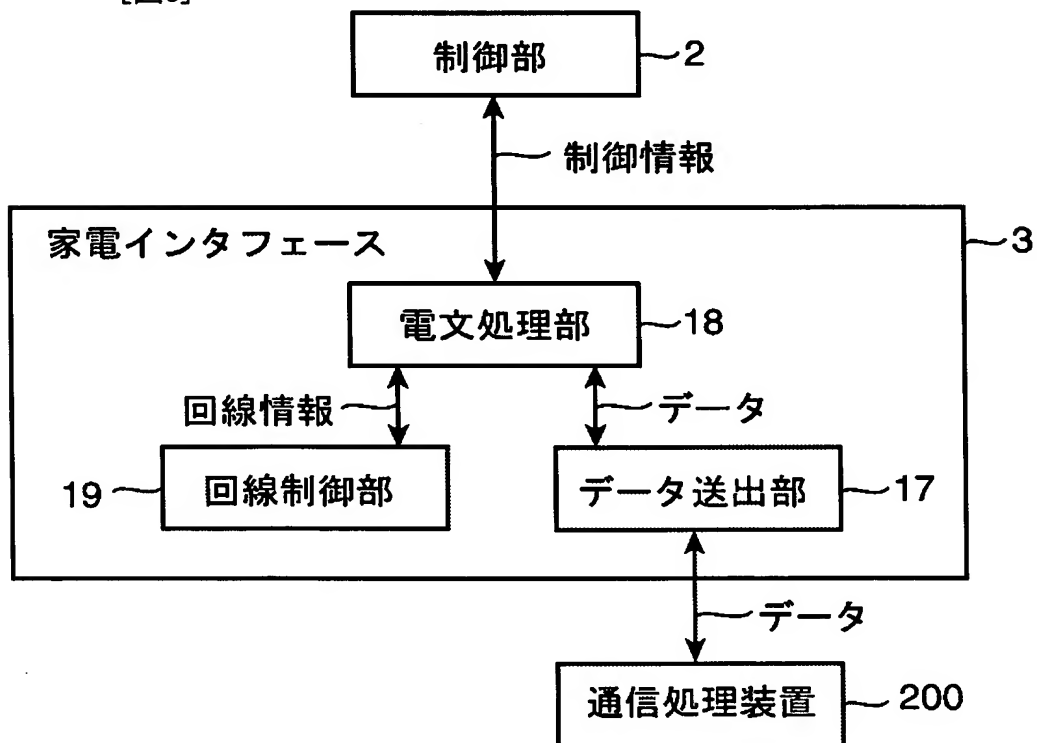 制御部 2
制御情報
家電インタフェース 3
電文処理部 18
回線情報 データ
19 回線制御部 データ送出部 17
データ
通信処理装置 200